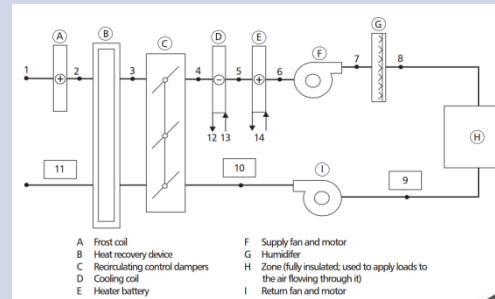 A B C D E F G
1 2 3 4 5 6 7 8
12 13 14
H
11 10 I 9
A Frost coil
B Heat recovery device
C Recirculating control dampers
D Cooling coil
E Heater battery
F Supply fan and motor
G Humidifer
H Zone (fully insulated; used to apply loads to
the air flowing through it)
I Return fan and motor